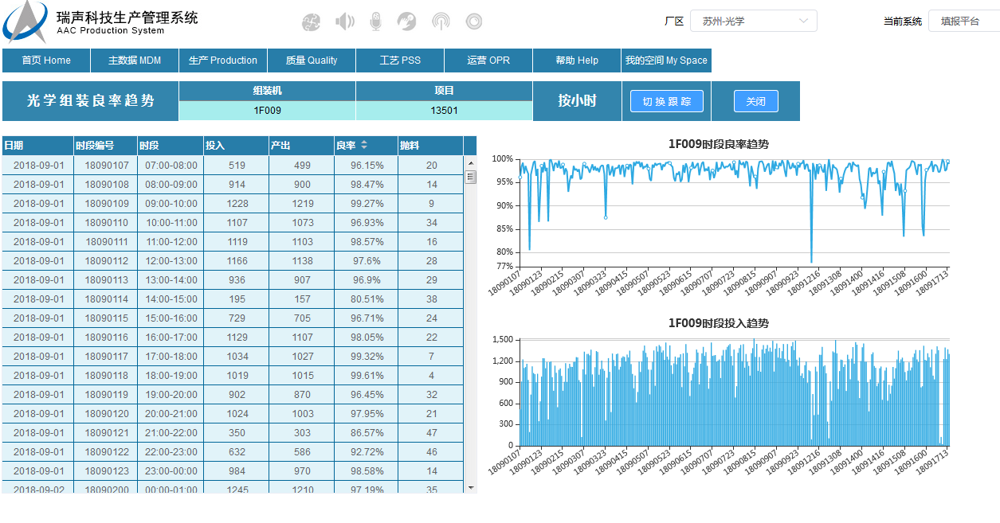 瑞声科技生产管理系统
AAC Production System
厂区 苏州-光学 当前系统 填报平台
首页 Home 主数据 MDM 生产 Production 质量 Quality 工艺 PSS 运营 OPR 帮助 Help 我的空间 My Space
光学组装良率趋势 组装机 项目 按小时 切换跟踪 关闭
1F009 13501
日期 时段编号 时段 投入 产出 良率 抛料
2018-09-01 18090107 07:00-08:00 519 499 96.15% 20
2018-09-01 18090108 08:00-09:00 914 900 98.47% 14
2018-09-01 18090109 09:00-10:00 1228 1219 99.27% 9
2018-09-01 18090110 10:00-11:00 1107 1073 96.93% 34
2018-09-01 18090111 11:00-12:00 1119 1103 98.57% 16
2018-09-01 18090112 12:00-13:00 1166 1138 97.6% 28
2018-09-01 18090113 13:00-14:00 936 907 96.9% 29
2018-09-01 18090114 14:00-15:00 195 157 80.51% 38
2018-09-01 18090115 15:00-16:00 729 705 96.71% 24
2018-09-01 18090116 16:00-17:00 1129 1107 98.05% 22
2018-09-01 18090117 17:00-18:00 1034 1027 99.32% 7
2018-09-01 18090118 18:00-19:00 1019 1015 99.61% 4
2018-09-01 18090119 19:00-20:00 902 870 96.45% 32
2018-09-01 18090120 20:00-21:00 1024 1003 97.95% 21
2018-09-01 18090121 21:00-22:00 350 303 86.57% 47
2018-09-01 18090122 22:00-23:00 632 586 92.72% 46
2018-09-01 18090123 23:00-00:00 984 970 98.58% 14
2018-09-02 18090200 00:00-01:00 1245 1210 97.19% 35
1F009时段良率趋势
100%
95%
90%
85%
80%
77%
18090107 18090123 18090215 18090307 18090323 18090415 18090507 18090523 18090615 18090707 18090723 18090815 18090907 18090923 18091216 18091308 18091400 18091416 18091508 18091600 18091713
1F009时段投入趋势
1,500
1,200
900
600
300
0
18090107 18090123 18090215 18090307 18090323 18090415 18090507 18090523 18090615 18090707 18090723 18090815 18090907 18090923 18091216 18091308 18091400 18091416 18091508 18091600 18091713